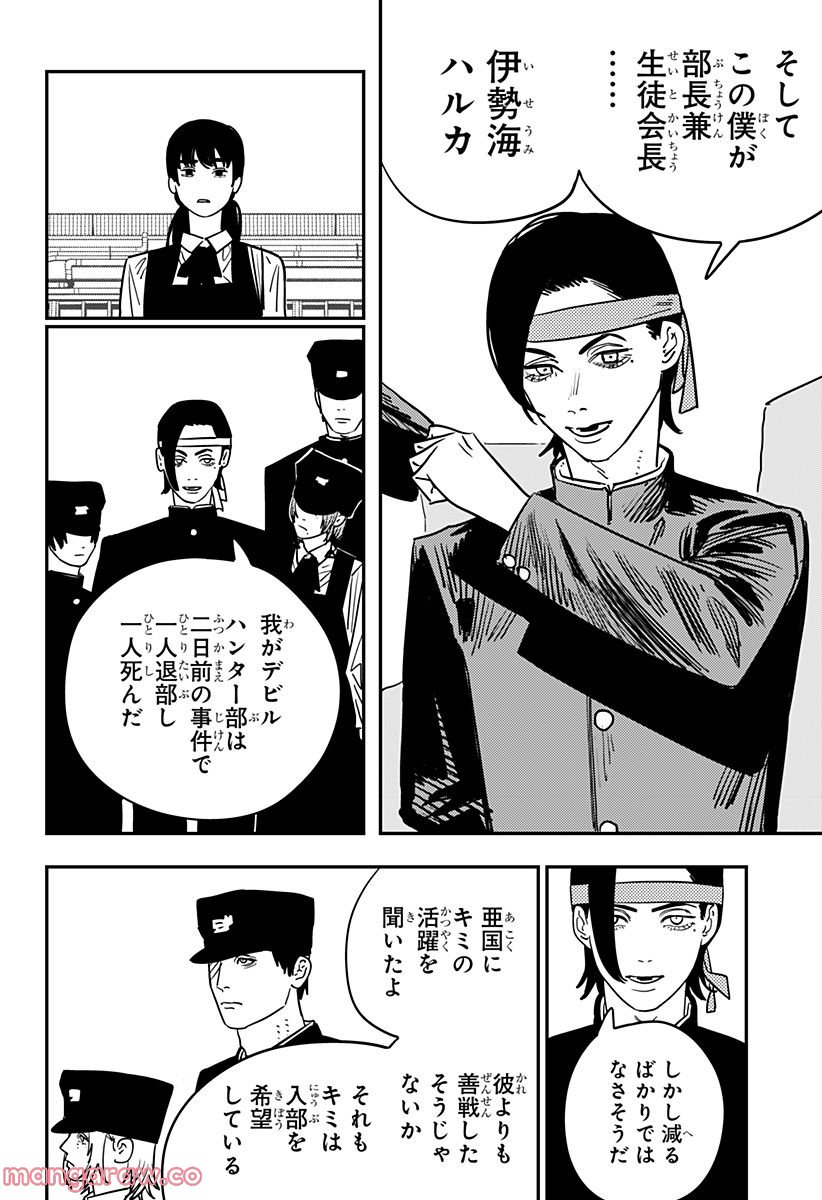 そして
この僕が
部長兼
生徒会長
……
伊勢海
ハルカ
我がデビル
ハンター部は
二日前の事件で
一人退部し
一人死んだ
しかし減る
ばかりでは
なさそうだ
亜国に
キミの
活躍を
聞いたよ
彼よりも
善戦した
そうじゃ
ないか
それも
キミは
入部を
希望
している
mangaraw.co